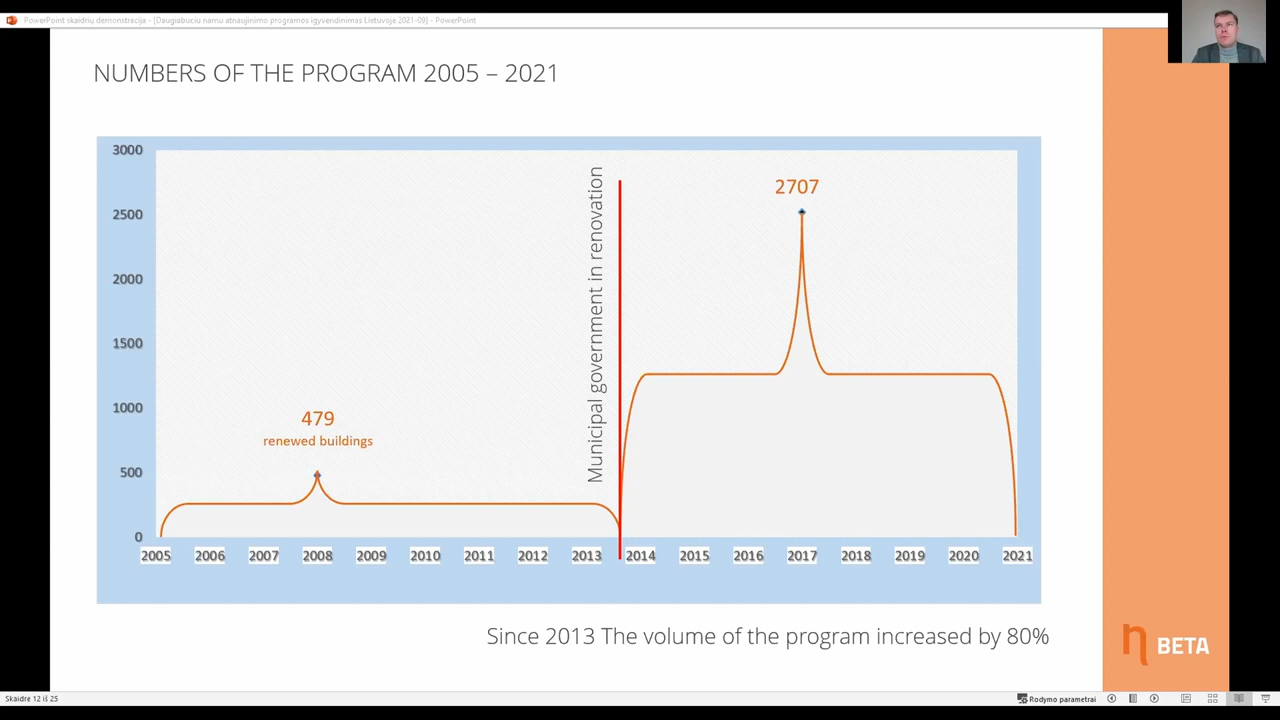 PowerPoint skaidrių demonstracija - [Daugiabuciu namu atnaujinimo programos igyvendinimas Lietuvoje 2021-09] - PowerPoint
NUMBERS OF THE PROGRAM 2005 – 2021
3000
2500
2000
1500
1000
500
0
479
renewed buildings
Municipal government in renovation
2707
2005 2006 2007 2008 2009 2010 2011 2012 2013 2014 2015 2016 2017 2018 2019 2020 2021
Since 2013 The volume of the program increased by 80%
η BETA
Skaidrė 12 iš 25
Rodymo parametrai